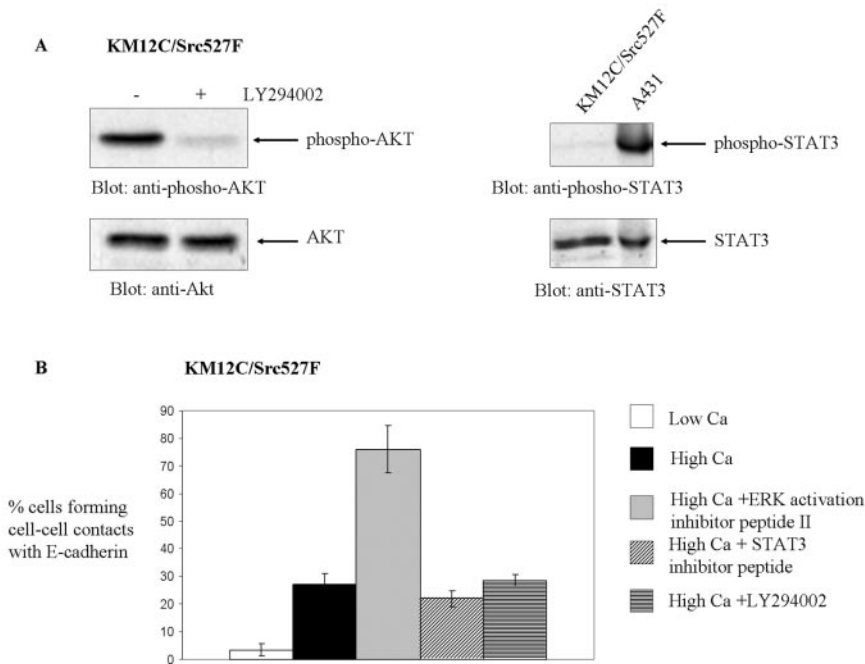 A KM12C/Src527F
- + LY294002
phospho-AKT
Blot: anti-phosho-AKT
AKT
Blot: anti-Akt
KM12C/Src527F
A431
phospho-STAT3
Blot: anti-phosho-STAT3
STAT3
Blot: anti-STAT3
B KM12C/Src527F
% cells forming
cell-cell contacts
with E-cadherin
90
80
70
60
50
40
30
20
10
0
Low Ca
High Ca
High Ca +ERK activation
inhibitor peptide II
High Ca + STAT3
inhibitor peptide
High Ca +LY294002